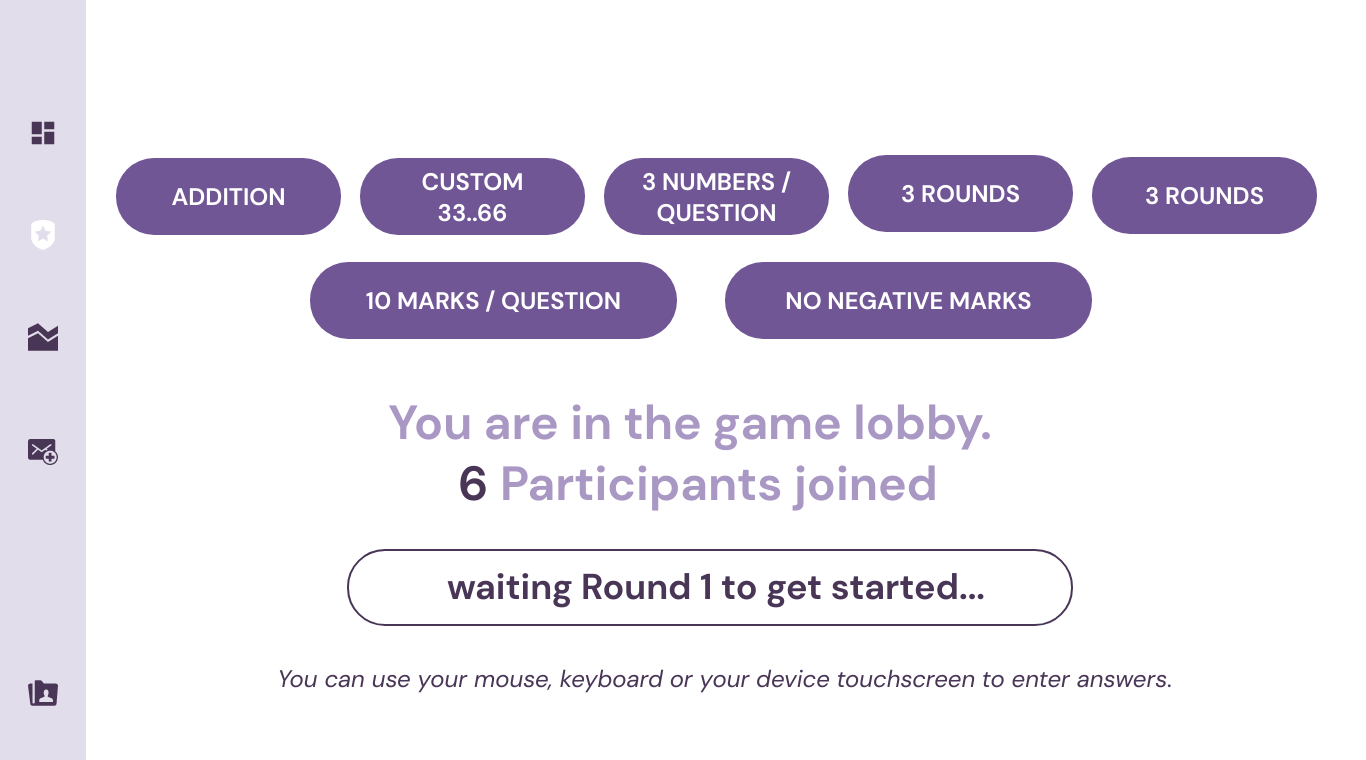 ADDITION
CUSTOM
33..66
3 NUMBERS /
QUESTION
3 ROUNDS
3 ROUNDS
10 MARKS / QUESTION
NO NEGATIVE MARKS
You are in the game lobby.
6 Participants joined
waiting Round 1 to get started...
You can use your mouse, keyboard or your device touchscreen to enter answers.